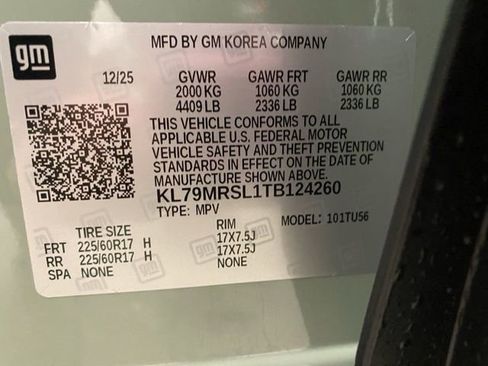 gm
MFD BY GM KOREA COMPANY
12/25 GVWR GAWR FRT GAWR RR
2000 KG 1060 KG 1060 KG
4409 LB 2336 LB 2336 LB
THIS VEHICLE CONFORMS TO ALL
APPLICABLE U.S. FEDERAL MOTOR
VEHICLE SAFETY AND THEFT PREVENTION
STANDARDS IN EFFECT ON THE DATE OF
MANUFACTURE SHOWN ABOVE.
KL79MRSL1TB124260
TYPE: MPV MODEL: 101TU56
TIRE SIZE RIM
FRT 225/60R17 H 17X7.5J
RR 225/60R17 H 17X7.5J
SPA NONE NONE